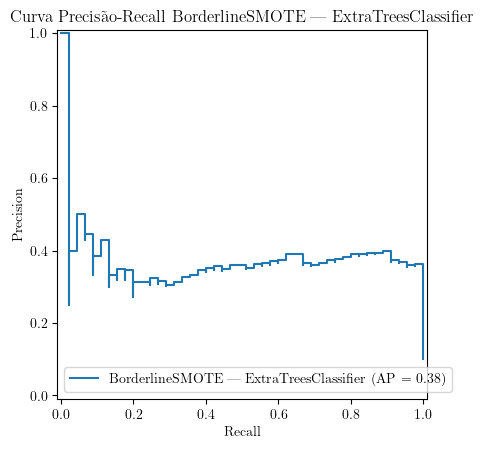 Curva Precisão-Recall BorderlineSMOTE — ExtraTreesClassifier
1.0
0.8
0.6
0.4
0.2
0.0
Precision
BorderlineSMOTE — ExtraTreesClassifier (AP = 0.38)
0.0 0.2 0.4 0.6 0.8 1.0
Recall